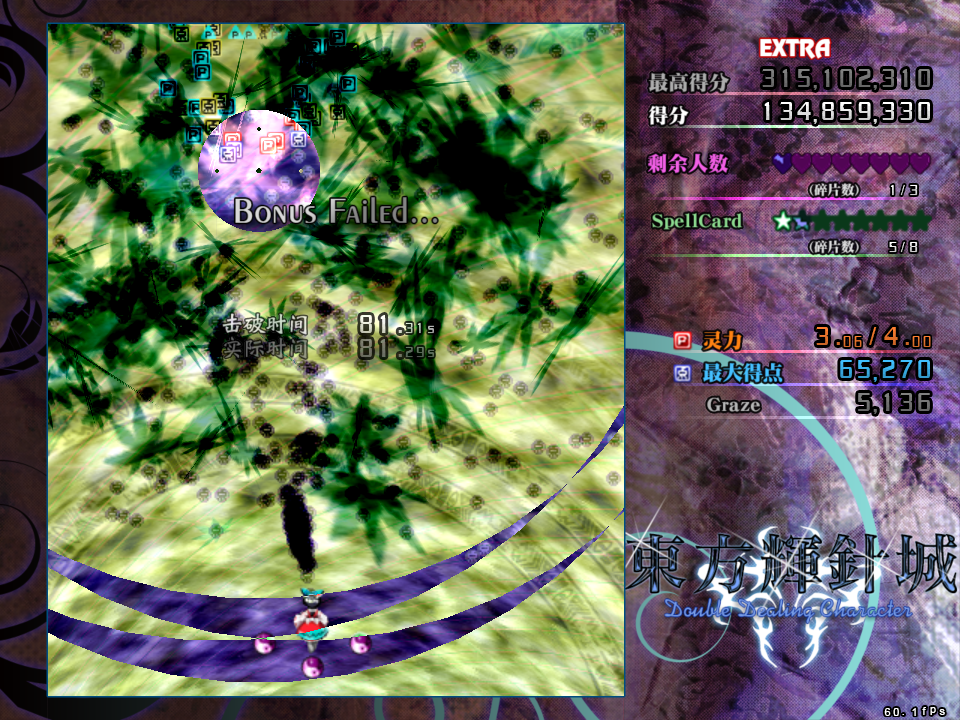 EXTRA
最高得分 315,102,310
得分 134,859,330
剩余人数
(碎片数) 1/3
SpellCard
(碎片数) 5/8
灵力 3.06/4.00
最大得点 65,270
Graze 5,136
Bonus Failed...
击破时间 81.31s
实际时间 81.29s
東方輝針城
Double Dealing Character
60.1fps